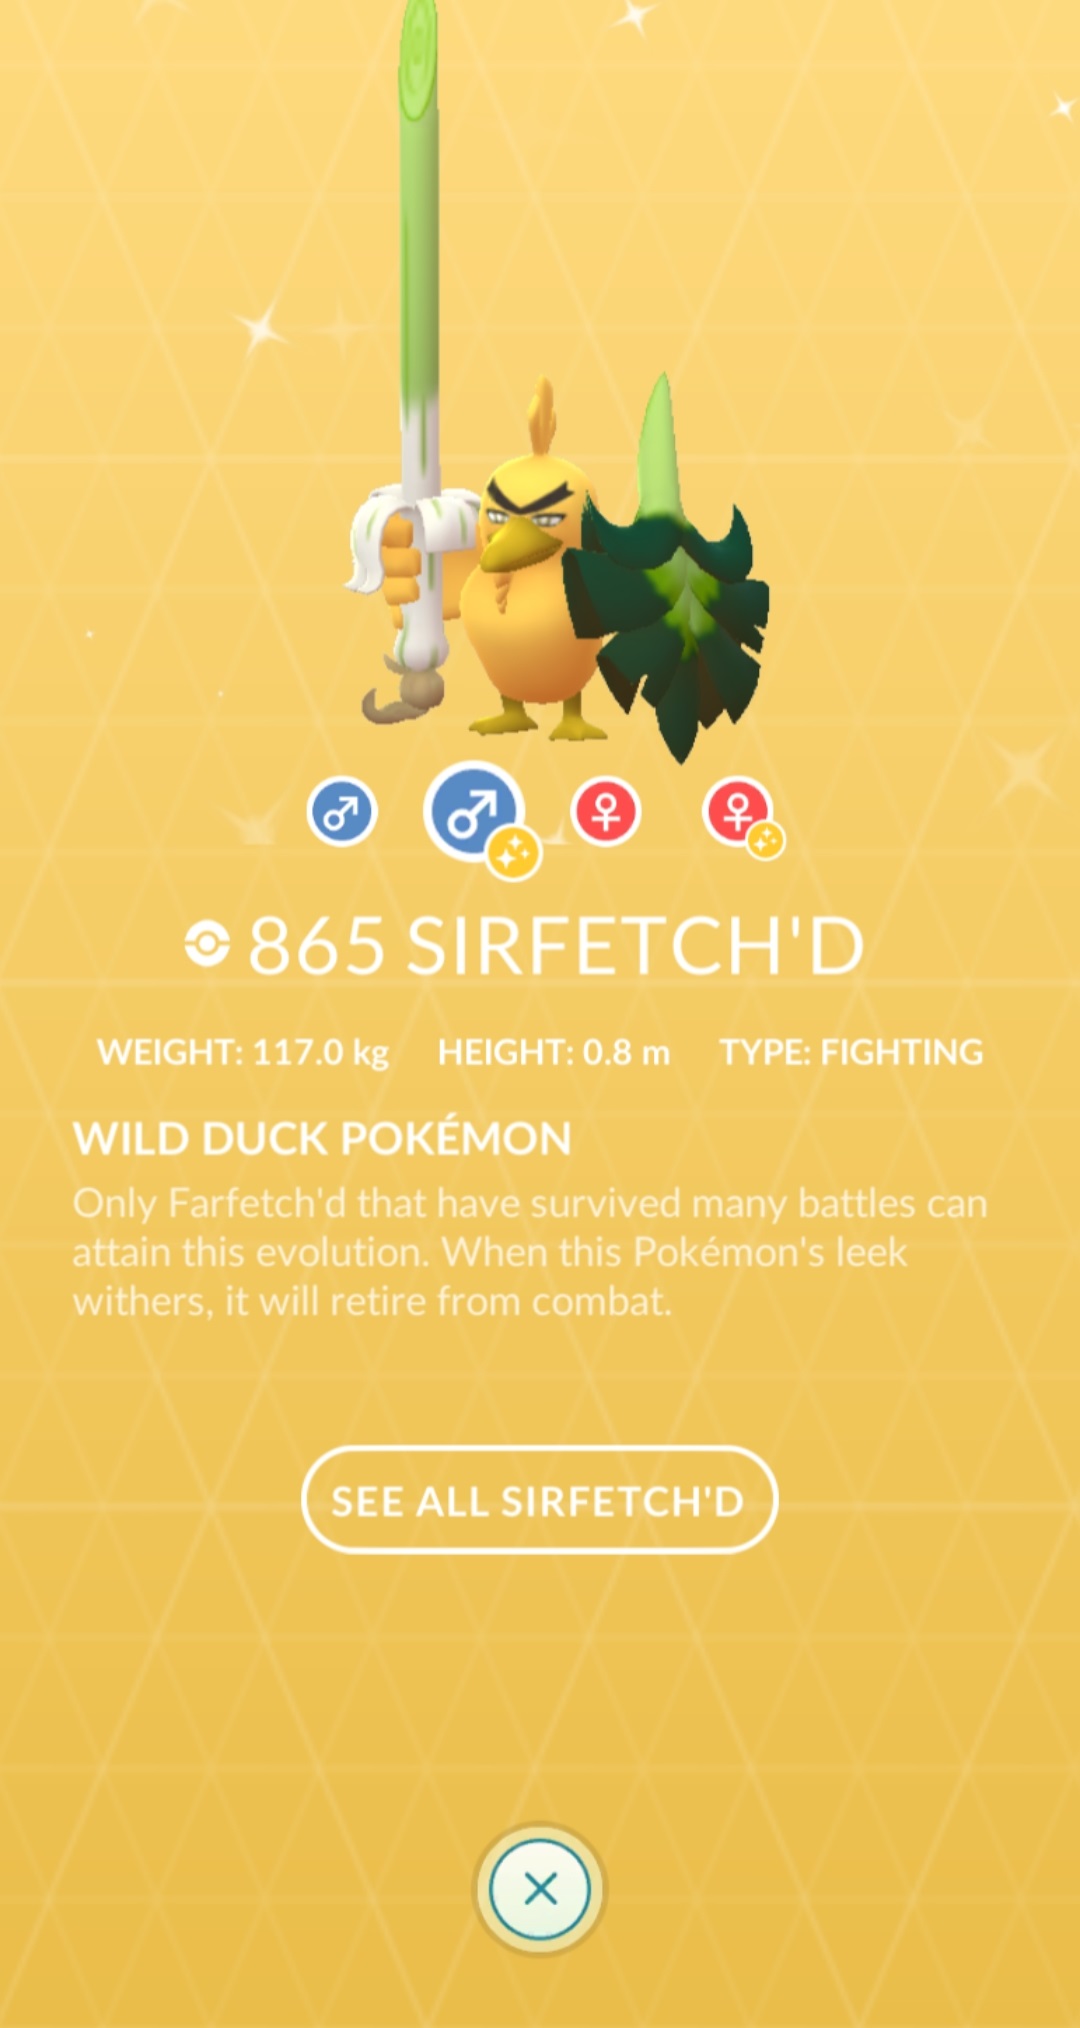 865 SIRFETCH'D
WEIGHT: 117.0 kg HEIGHT: 0.8 m TYPE: FIGHTING
WILD DUCK POKÉMON
Only Farfetch'd that have survived many battles can
attain this evolution. When this Pokémon's leek
withers, it will retire from combat.
SEE ALL SIRFETCH'D